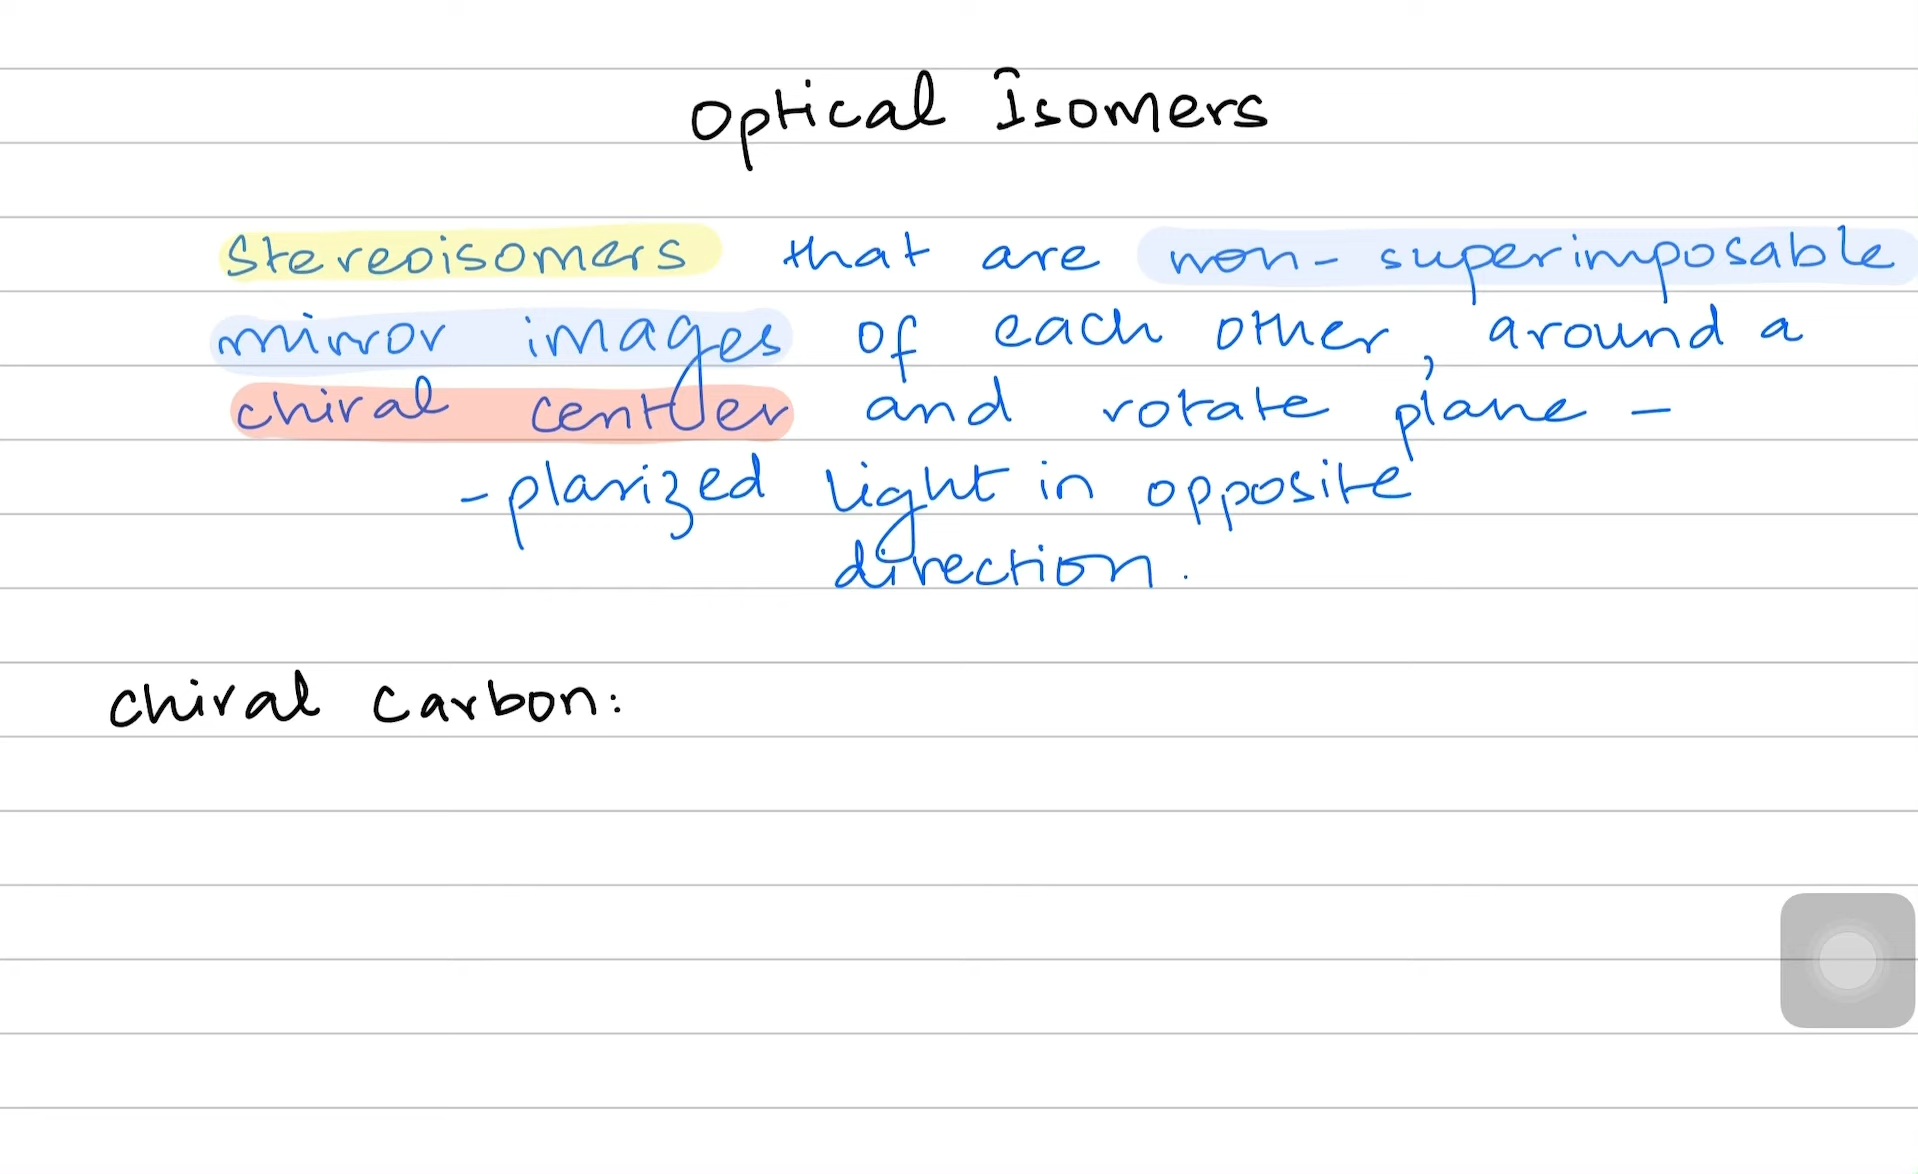 Optical Isomers
Stereoisomers that are non-superimposable
mirror images of each other, around a
chiral center and rotate plane -
- plarized light in opposite
direction.
Chiral Carbon: